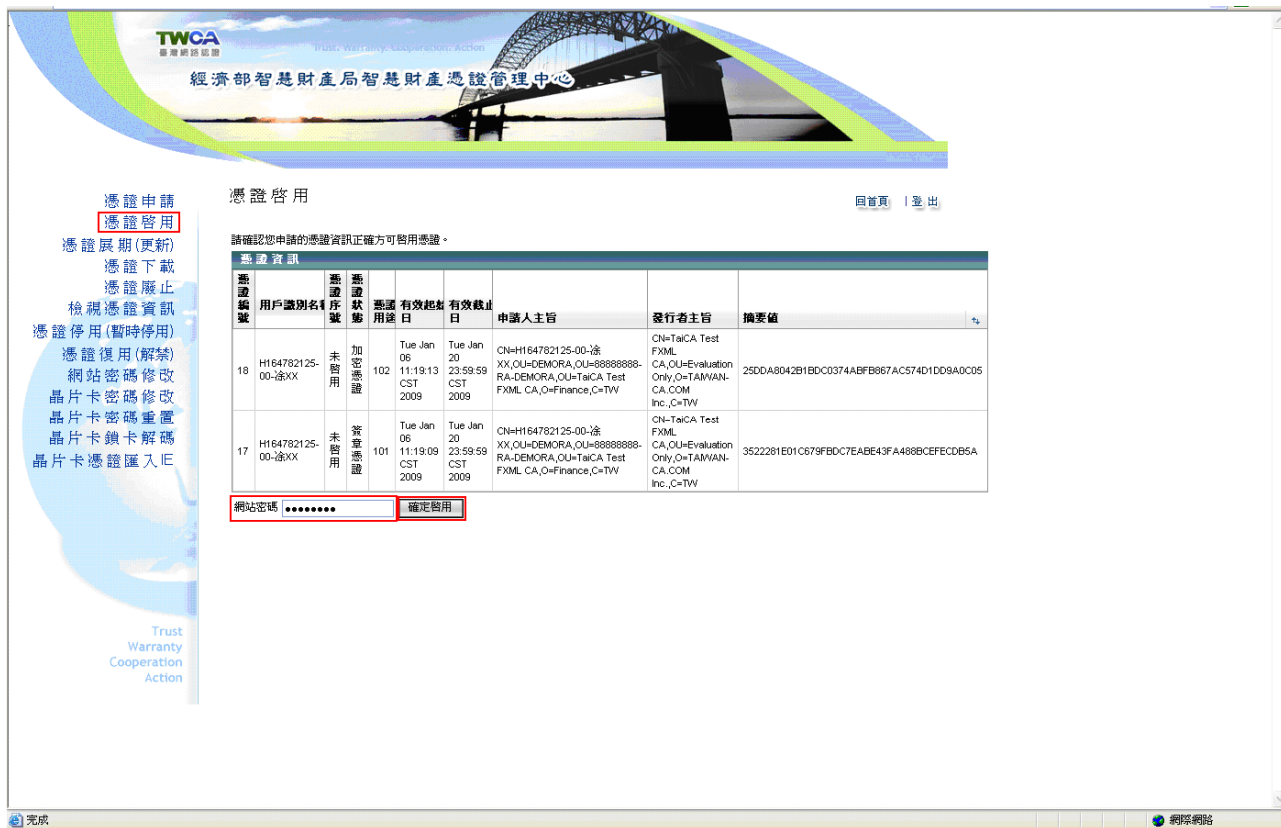 TWCA
臺灣網路認證
Trust, Warranty, Cooperation, Action
經濟部智慧財產局智慧財產憑證管理中心
憑證申請
憑證啓用
憑證展期(更新)
憑證下載
憑證廢止
檢視憑證資訊
憑證停用(暫時停用)
憑證復用(解禁)
網站密碼修改
晶片卡密碼修改
晶片卡密碼重置
晶片卡鎖卡解碼
晶片卡憑證匯入IE
Trust
Warranty
Cooperation
Action
憑證啓用
回首頁 | 登出
請確認您申請的憑證資訊正確方可啓用憑證。
憑證資訊
憑證編號 用戶識別名 憑證序號 憑證狀態 憑證用途 有效起始日 有效截止日 申請人主旨 發行者主旨 摘要值
18
H164782125-
00-涂XX
未啓用
加密憑證
102
Tue Jan
06
11:19:13
CST
2009
Tue Jan
20
23:59:59
CST
2009
CN=H164782125-00-涂
XX,OU=DEMORA,OU=88888888-
RA-DEMORA,OU=TaiCA Test
FXML CA,O=Finance,C=TW
CN=TaiCA Test
FXML
CA,OU=Evaluation
Only,O=TAIWAN-
CA.COM
Inc.,C=TW
25DDA8042B1BDC0374ABFB867AC574D1DD9A0C05
17
H164782125-
00-涂XX
未啓用
簽章憑證
101
Tue Jan
06
11:19:09
CST
2009
Tue Jan
20
23:59:59
CST
2009
CN=H164782125-00-涂
XX,OU=DEMORA,OU=88888888-
RA-DEMORA,OU=TaiCA Test
FXML CA,O=Finance,C=TW
CN=TaiCA Test
FXML
CA,OU=Evaluation
Only,O=TAIWAN-
CA.COM
Inc.,C=TW
3522281E01C679FBDC7EABE43FA488BCEFECDB5A
網站密碼 ●●●●●●●● 確定啓用
完成
網際網路